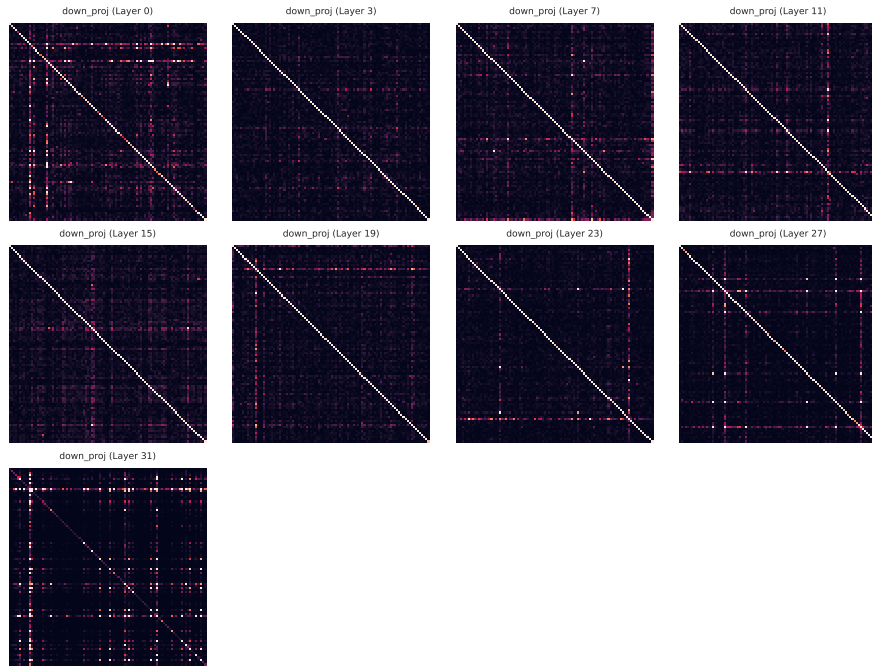 down_proj (Layer 0)
down_proj (Layer 3)
down_proj (Layer 7)
down_proj (Layer 11)
down_proj (Layer 15)
down_proj (Layer 19)
down_proj (Layer 23)
down_proj (Layer 27)
down_proj (Layer 31)